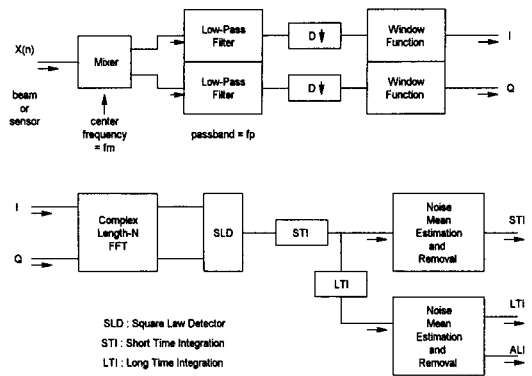 X(n)
beam
or
sensor
Mixer
center
frequency
= fm
Low-Pass
Filter
Low-Pass
Filter
passband = fp
D
D
Window
Function
Window
Function
I
Q
I
Q
Complex
Length-N
FFT
SLD
STI
LTI
Noise
Mean
Estimation
and
Removal
STI
Noise
Mean
Estimation
and
Removal
LTI
ALI
SLD : Square Law Detector
STI : Short Time Integration
LTI : Long Time Integration